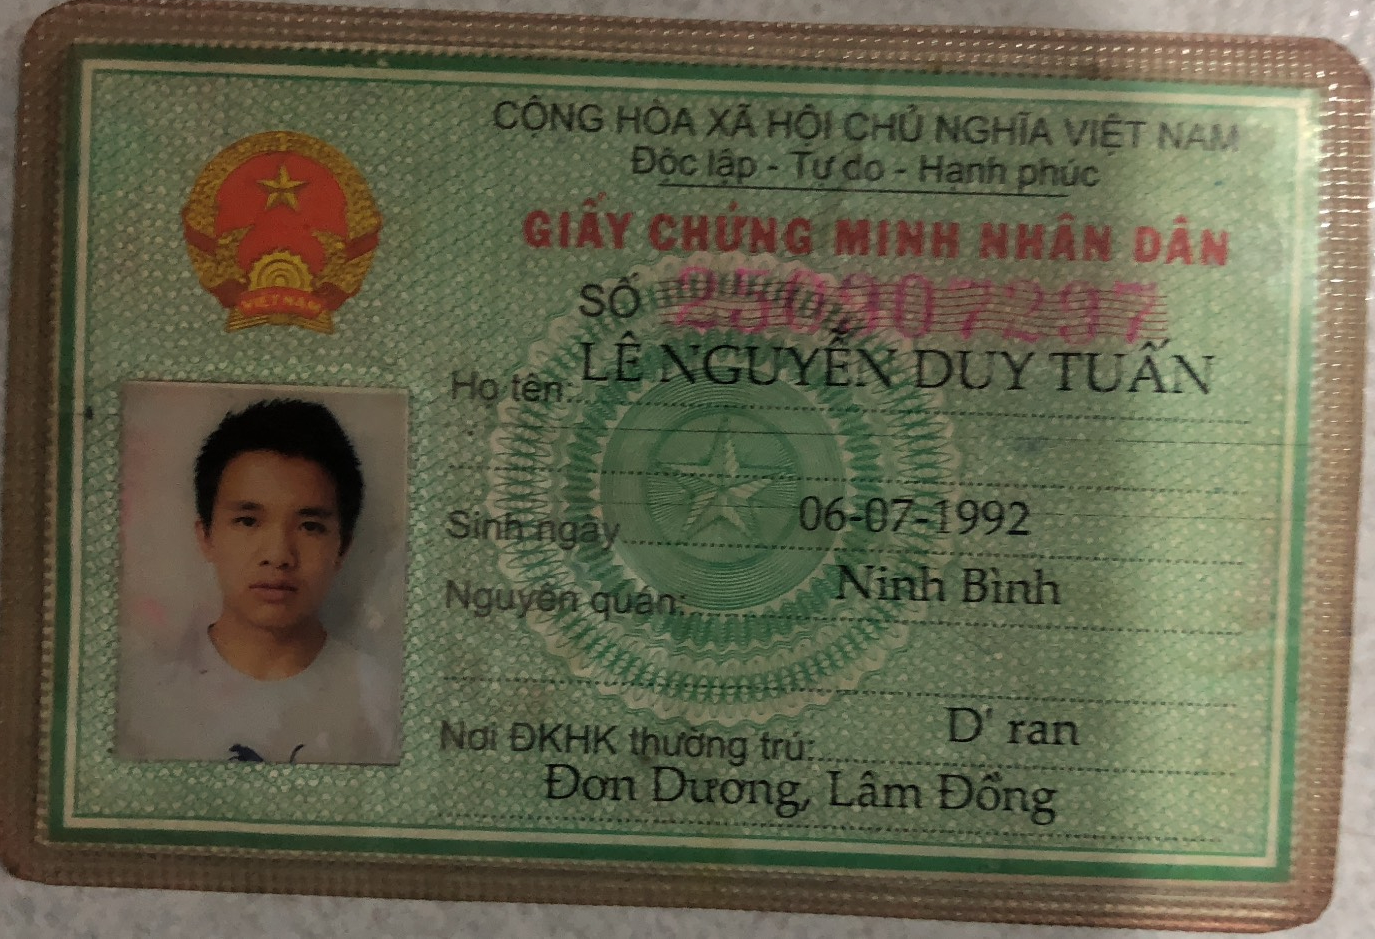 CỘNG HÒA XÃ HỘI CHỦ NGHĨA VIỆT NAM
Độc lập - Tự do - Hạnh phúc
GIẤY CHỨNG MINH NHÂN DÂN
SỐ 250907297
Họ tên: LÊ NGUYỄN DUY TUẤN
Sinh ngày 06-07-1992
Nguyên quán: Ninh Bình
Nơi ĐKHK thường trú: D' ran
Đơn Dương, Lâm Đồng
VIỆT NAM